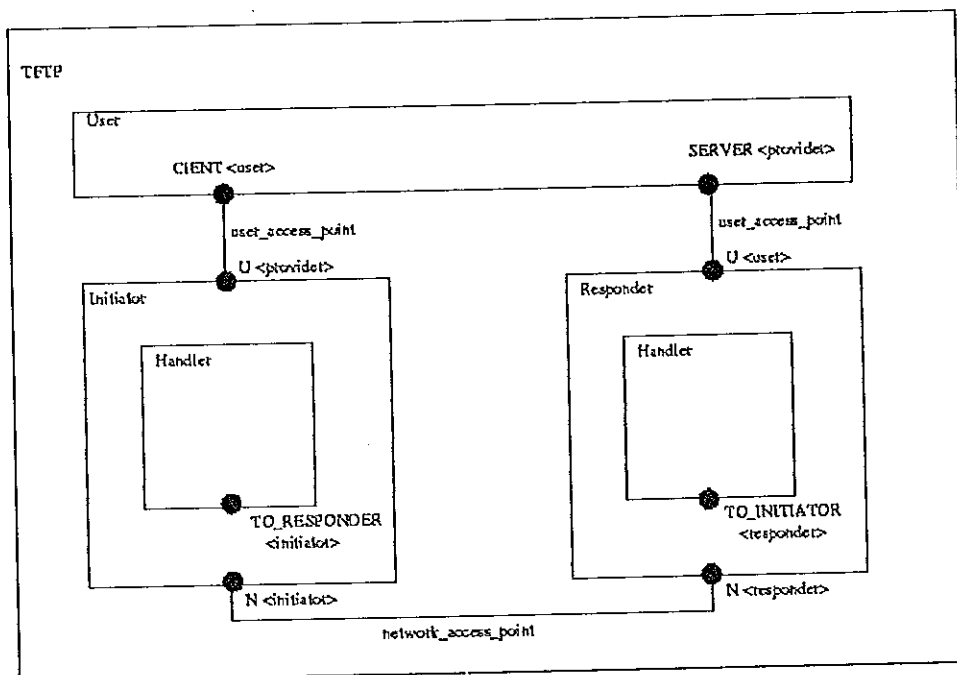 TFTP
User
CIENT <user>
SERVER <provider>
user_access_point
user_access_point
U <provider>
U <user>
Initiator
Responder
Handler
Handler
TO_RESPONDER
<initiator>
TO_INITIATOR
<responder>
N <initiator>
N <responder>
network_access_point